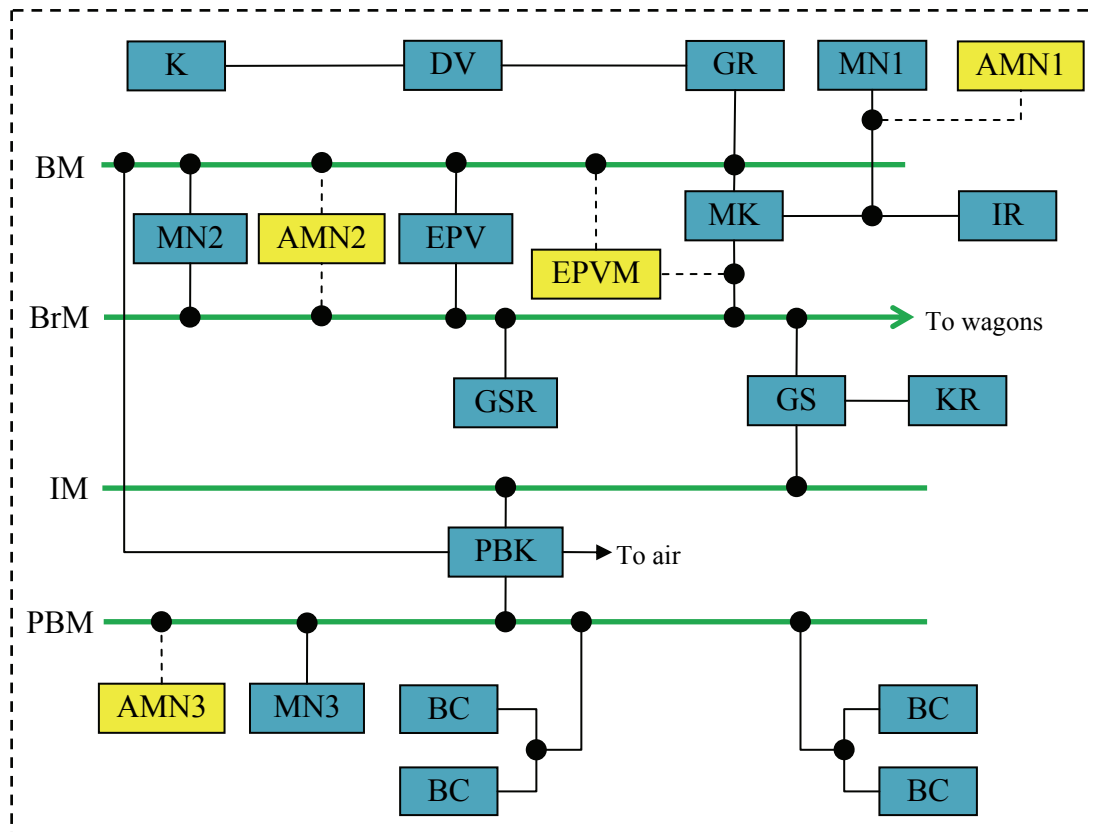 K
DV
GR
MN1
AMN1
BM
MN2
AMN2
EPV
EPVM
MK
IR
BrM
To wagons
GSR
GS
KR
IM
PBK
To air
PBM
AMN3
MN3
BC
BC
BC
BC